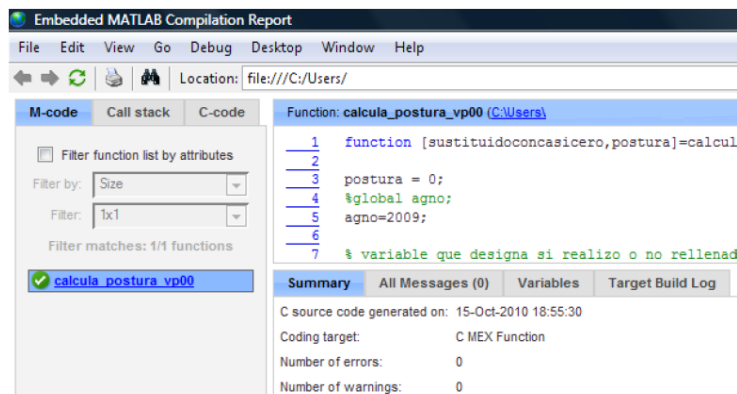 Embedded MATLAB Compilation Report
File Edit View Go Debug Desktop Window Help
Location: file:///C:/Users/
M-code Call stack C-code
Filter function list by attributes
Filter by: Size
Filter: 1x1
Filter matches: 1/1 functions
calcula_postura_vp00
Function: calcula_postura_vp00 (C:\Users\
1 function [sustituidoconcasicero,postura]=calcul
2
3 postura = 0;
4 %global agno;
5 agno=2009;
6
7 % variable que designa si realizo o no rellenad
Summary All Messages (0) Variables Target Build Log
C source code generated on: 15-Oct-2010 18:55:30
Coding target: C MEX Function
Number of errors: 0
Number of warnings: 0